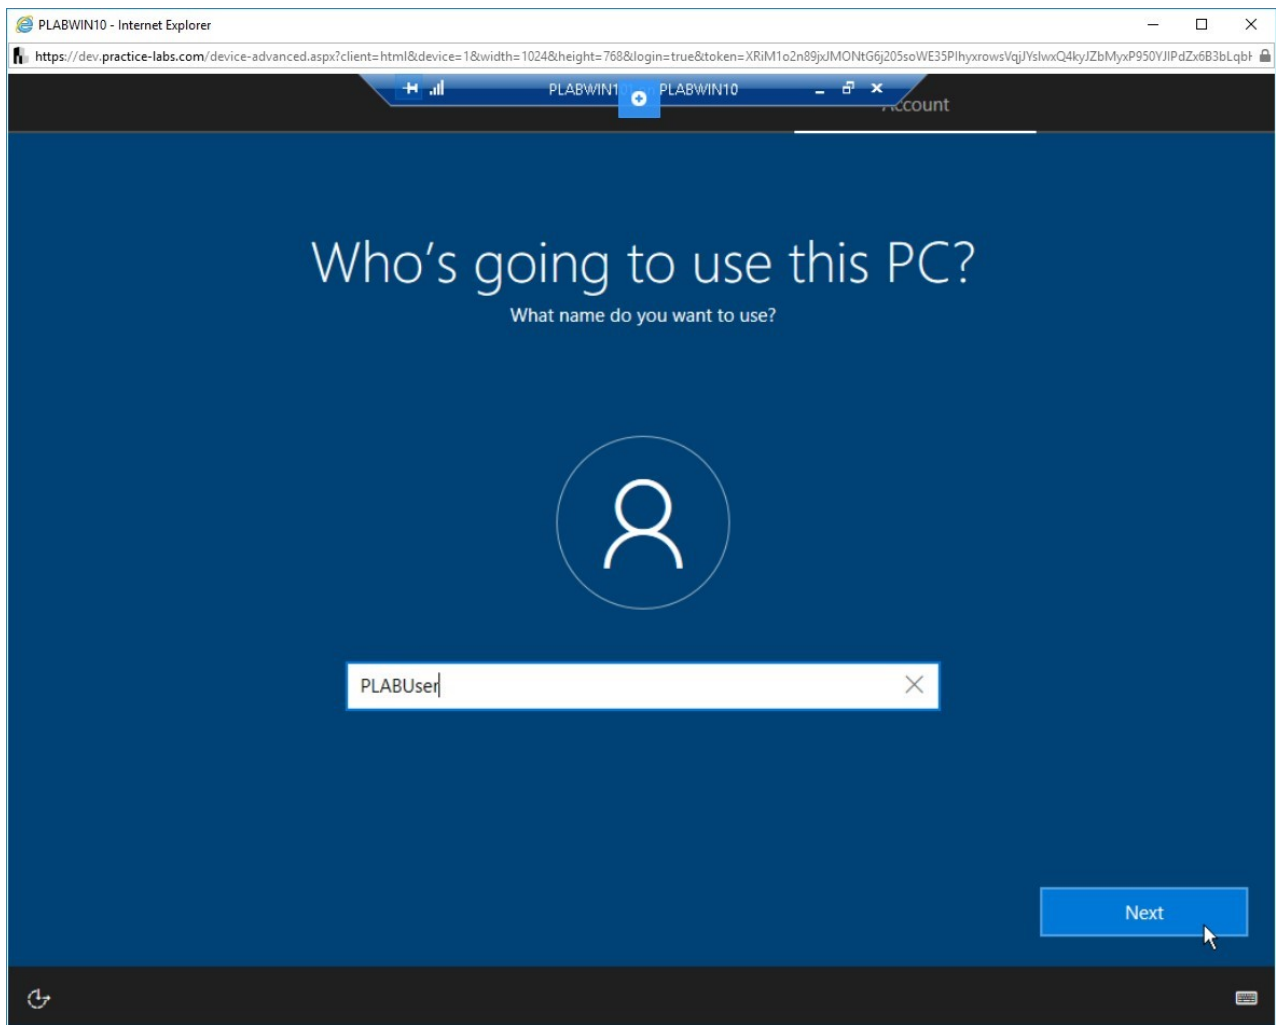 PLABWIN10 - Internet Explorer
https://dev.practice-labs.com/device-advanced.aspx?client=html&device=1&width=1024&height=768&login=true&token=
PLABWIN10 PLABWIN10
Account
Who's going to use this PC?
What name do you want to use?
PLABUser
Next